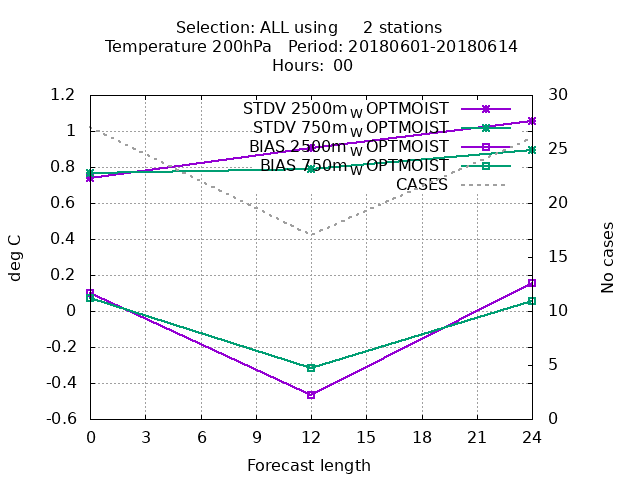 Selection: ALL using 2 stations
Temperature 200hPa Period: 20180601-20180614
Hours: 00
STDV 2500m_W OPTMOIST
STDV 750m_W OPTMOIST
BIAS 2500m_W OPTMOIST
BIAS 750m_W OPTMOIST
CASES
1.2
1
0.8
0.6
0.4
0.2
0
-0.2
-0.4
-0.6
30
25
20
15
10
5
0
deg C
No cases
0 3 6 9 12 15 18 21 24
Forecast length